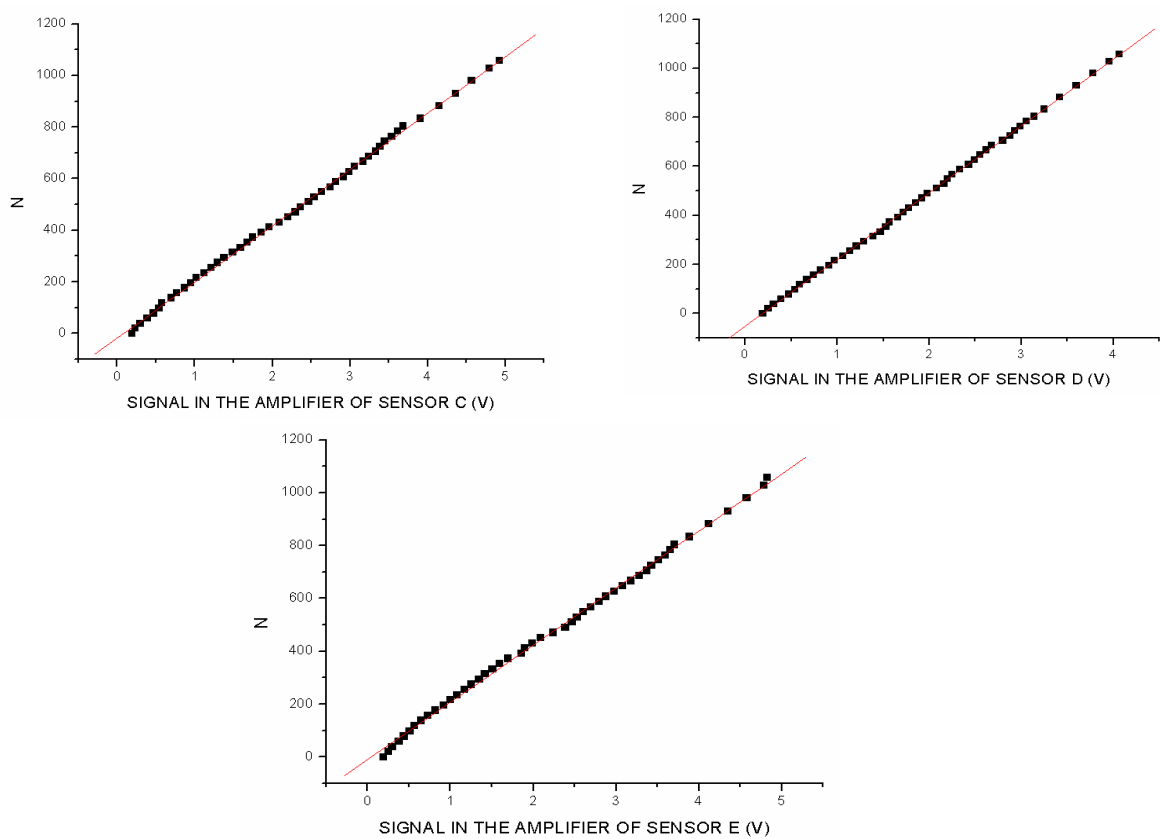 1200
1000
800
600
400
200
0
N
0 1 2 3 4 5
SIGNAL IN THE AMPLIFIER OF SENSOR C (V)
1200
1000
800
600
400
200
0
N
0 1 2 3 4
SIGNAL IN THE AMPLIFIER OF SENSOR D (V)
1200
1000
800
600
400
200
0
N
0 1 2 3 4 5
SIGNAL IN THE AMPLIFIER OF SENSOR E (V)